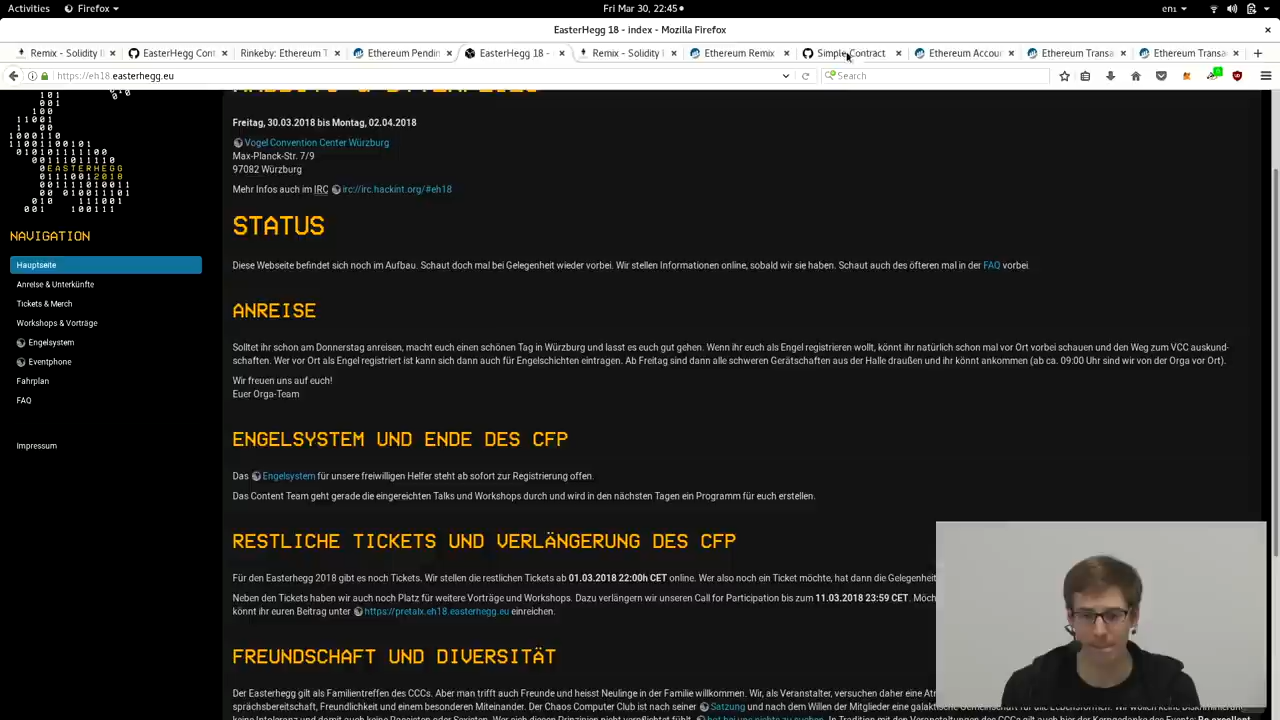 Activities
Firefox
Fri Mar 30, 22:45
en1
EasterHegg 18 - index - Mozilla Firefox
Remix - Solidity I
EasterHegg Cont
Rinkeby: Ethereum T
Ethereum Pendin
EasterHegg 18 -
Remix - Solidity I
Ethereum Remix
Simple Contract
Ethereum Accou
Ethereum Transa
Ethereum Transa
https://eh18.easterhegg.eu
Search
EASTERHEGG
2018
NAVIGATION
Hauptseite
Anreise & Unterkünfte
Tickets & Merch
Workshops & Vorträge
Engelsystem
Eventphone
Fahrplan
FAQ
Impressum
Freitag, 30.03.2018 bis Montag, 02.04.2018
Vogel Convention Center Würzburg
Max-Planck-Str. 7/9
97082 Würzburg
Mehr Infos auch im IRC irc://irc.hackint.org/#eh18
STATUS
Diese Webseite befindet sich noch im Aufbau. Schaut doch mal bei Gelegenheit wieder vorbei. Wir stellen Informationen online, sobald wir sie haben. Schaut auch des öfteren mal in der FAQ vorbei.
ANREISE
Solltet ihr schon am Donnerstag anreisen, macht euch einen schönen Tag in Würzburg und lasst es euch gut gehen. Wenn ihr euch als Engel registrieren wollt, könnt ihr natürlich schon mal vor Ort vorbei schauen und den Weg zum VCC auskund-
schaften. Wer vor Ort als Engel registriert ist kann sich dann auch für Engelschichten eintragen. Ab Freitag sind dann alle schweren Gerätschaften aus der Halle draußen und ihr könnt ankommen (ab ca. 09:00 Uhr sind wir von der Orga vor Ort).
Wir freuen uns auf euch!
Euer Orga-Team
ENGELSYSTEM UND ENDE DES CFP
Das Engelsystem für unsere freiwilligen Helfer steht ab sofort zur Registrierung offen.
Das Content Team geht gerade die eingereichten Talks und Workshops durch und wird in den nächsten Tagen ein Programm für euch erstellen.
RESTLICHE TICKETS UND VERLÄNGERUNG DES CFP
Für den Easterhegg 2018 gibt es noch Tickets. Wir stellen die restlichen Tickets ab 01.03.2018 22:00h CET online. Wer also noch ein Ticket möchte, hat dann die Gelegenheit
Neben den Tickets haben wir auch noch Platz für weitere Vorträge und Workshops. Dazu verlängern wir unseren Call for Participation bis zum 11.03.2018 23:59 CET. Möch
könnt ihr euren Beitrag unter https://pretalx.eh18.easterhegg.eu einreichen.
FREUNDSCHAFT UND DIVERSITÄT
Der Easterhegg gilt als Familientreffen des CCCs. Aber man trifft auch Freunde und heisst Neulinge in der Familie willkommen. Wir, als Veranstalter, versuchen daher eine At
sprächsbereitschaft, Freundlichkeit und einem besonderen Miteinander. Der Chaos Computer Club ist nach seiner Satzung und nach dem Willen der Mitglieder eine galaktische